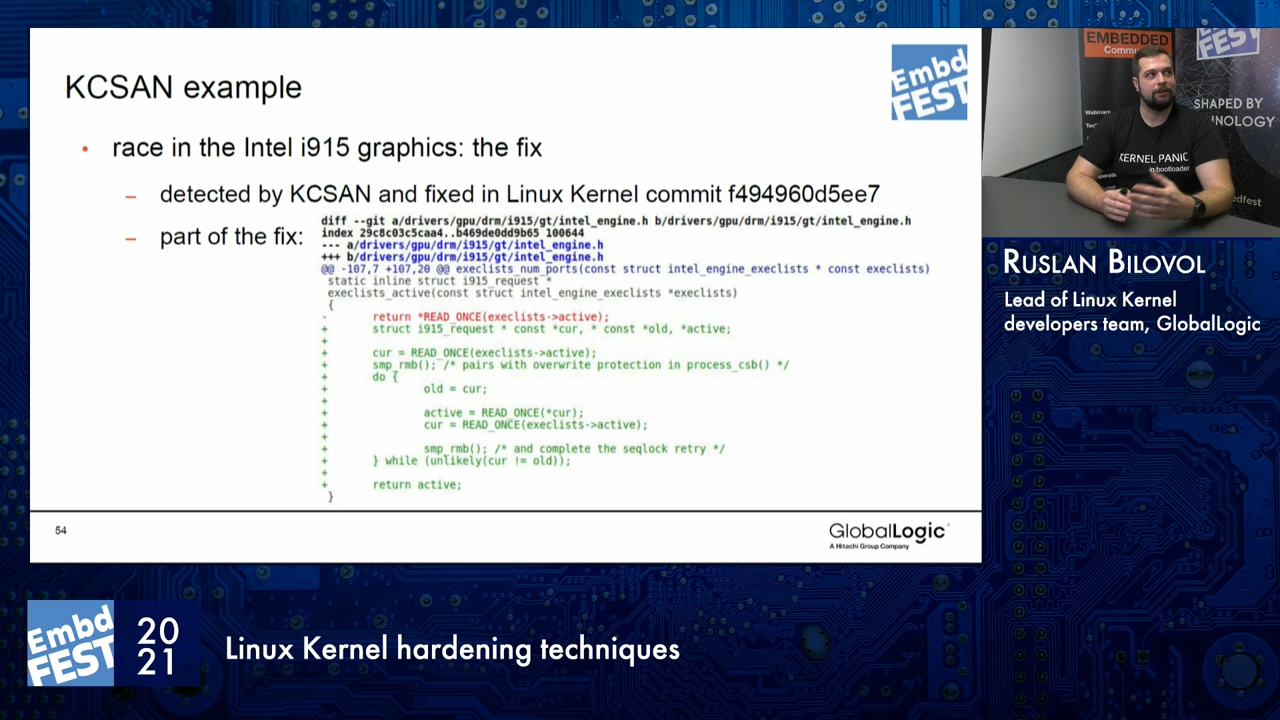 KCSAN example
Embd
FEST
• race in the Intel i915 graphics: the fix
– detected by KCSAN and fixed in Linux Kernel commit f494960d5ee7
– part of the fix:
diff --git a/drivers/gpu/drm/i915/gt/intel_engine.h b/drivers/gpu/drm/i915/gt/intel_engine.h
index 29c8c03c5caa4..b469de0dd9b65 100644
--- a/drivers/gpu/drm/i915/gt/intel_engine.h
+++ b/drivers/gpu/drm/i915/gt/intel_engine.h
@@ -107,7 +107,20 @@ execlists_num_ports(const struct intel_engine_execlists * const execlists)
static inline struct i915_request *
execlists_active(const struct intel_engine_execlists *execlists)
{
- return *READ_ONCE(execlists->active);
+ struct i915_request * const *cur, * const *old, *active;
+
+ cur = READ_ONCE(execlists->active);
+ smp_rmb(); /* pairs with overwrite protection in process_csb() */
+ do {
+ old = cur;
+
+ active = READ_ONCE(*cur);
+ cur = READ_ONCE(execlists->active);
+
+ smp_rmb(); /* and complete the seqlock retry */
+ } while (unlikely(cur != old));
+
+ return active;
}
54
GlobalLogic
A Hitachi Group Company
EMBEDDED
FEST
SHAPED BY
KERNEL PANIC
in bootloader
RUSLAN BILOVOL
Lead of Linux Kernel
developers team, GlobalLogic
Embd
FEST
20
21
Linux Kernel hardening techniques